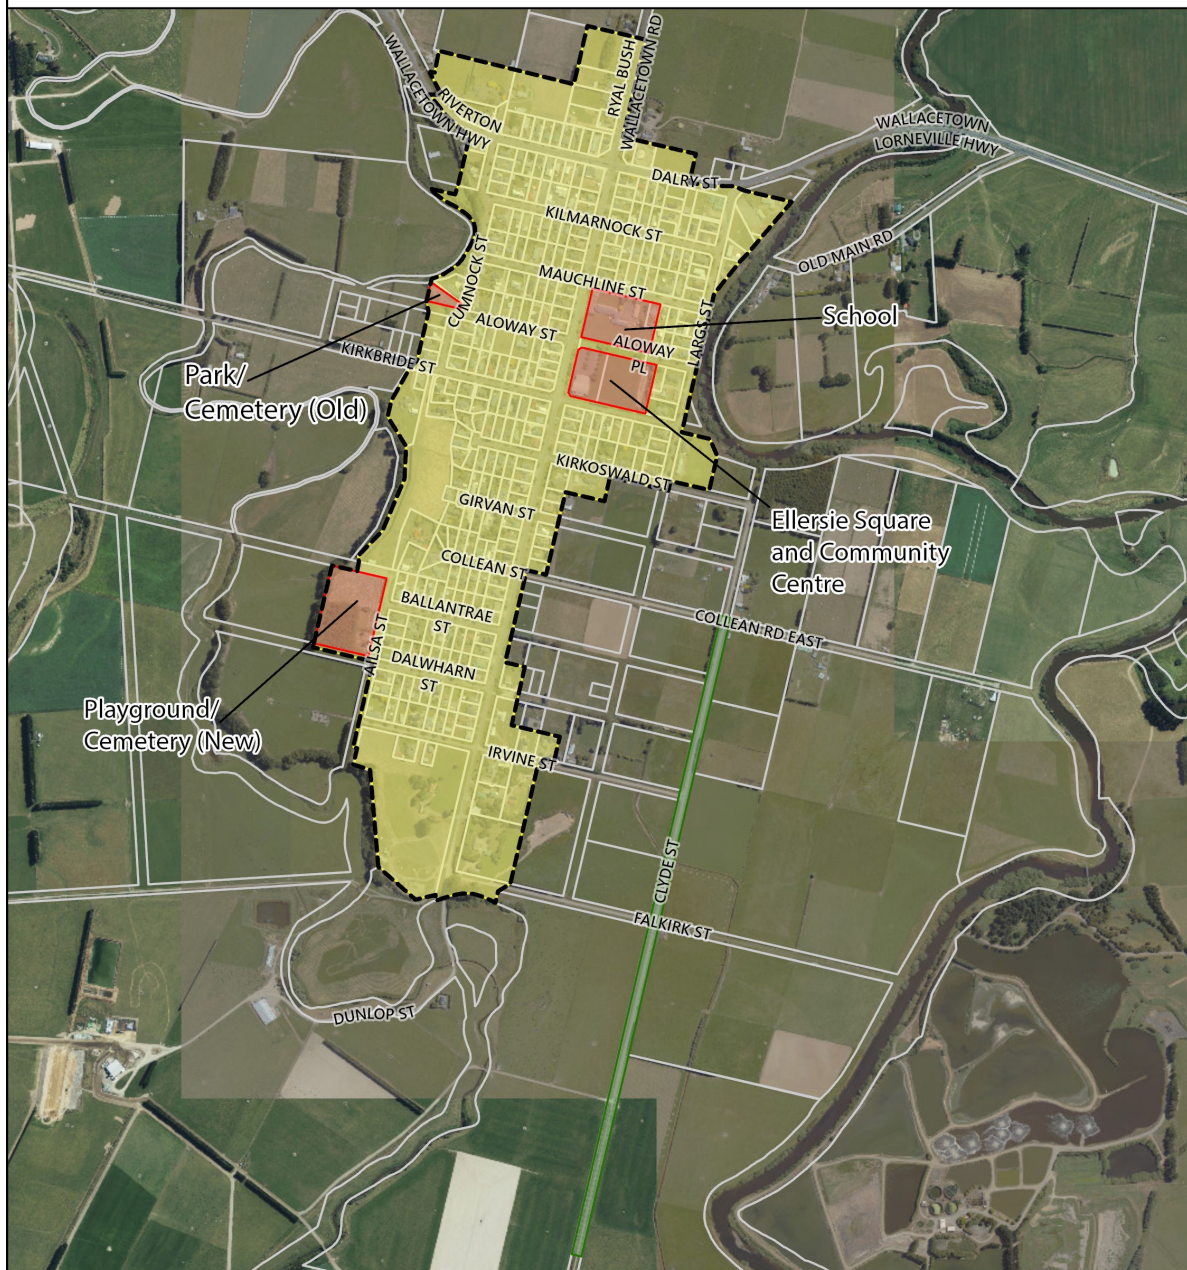 WALLACETOWN RD
RYAL BUSH
WALLACETOWN HWY
RIVERTON
WALLACETOWN
LORNEVILLE HWY
DALRY ST
KILMARNOCK ST
OLD MAIN RD
CUMNOCK ST
MAUCHLINE ST
School
ALOWAY ST
ALOWAY
PL
LARGS ST
KIRKBRIDE ST
Park/
Cemetery (Old)
KIRKOSWALD ST
GIRVAN ST
Ellersie Square
and Community
Centre
COLLEAN ST
BALLANTRAE
ST
COLLEAN RD EAST
AILSA ST
DALWHARN
ST
Playground/
Cemetery (New)
IRVINE ST
CLYDE ST
FALKIRK ST
DUNLOP ST